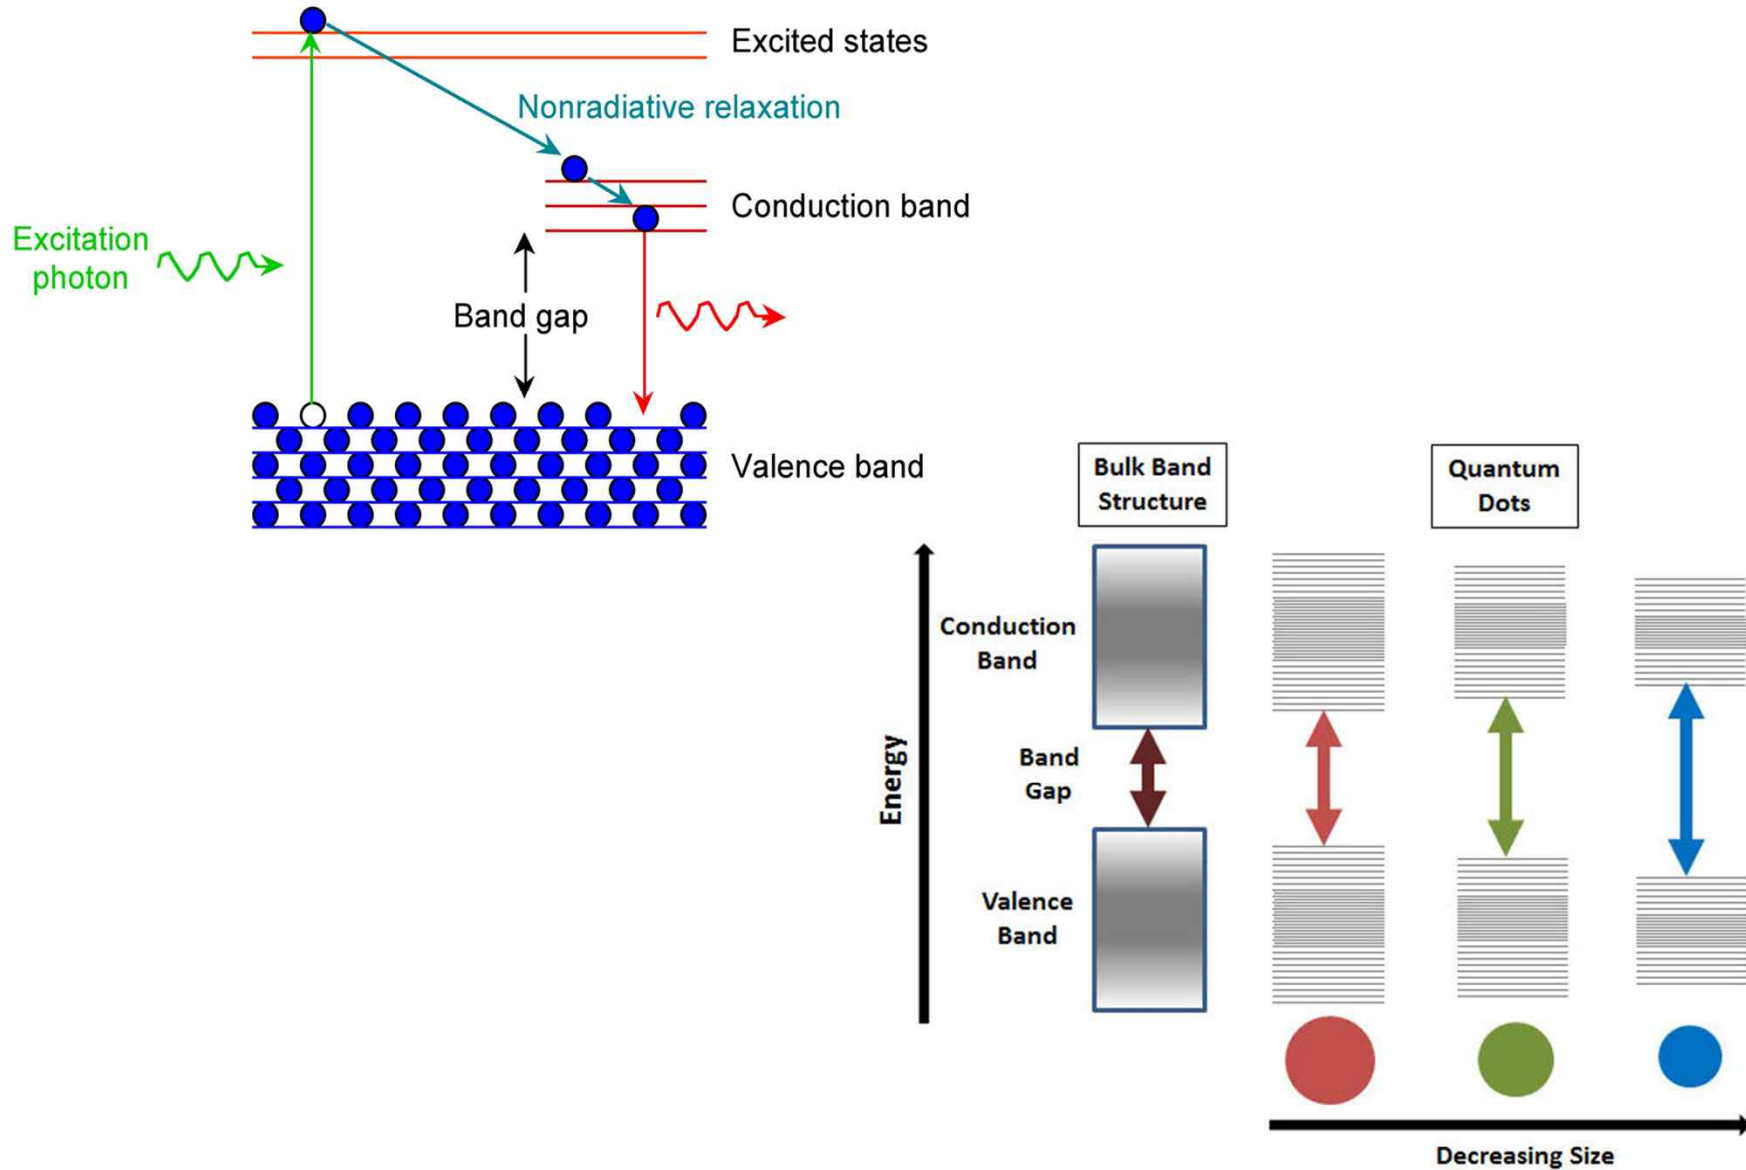 Excited states
Nonradiative relaxation
Conduction band
Excitation
photon
Band gap
Valence band
Bulk Band
Structure
Quantum
Dots
Conduction
Band
Band
Gap
Energy
Valence
Band
Decreasing Size